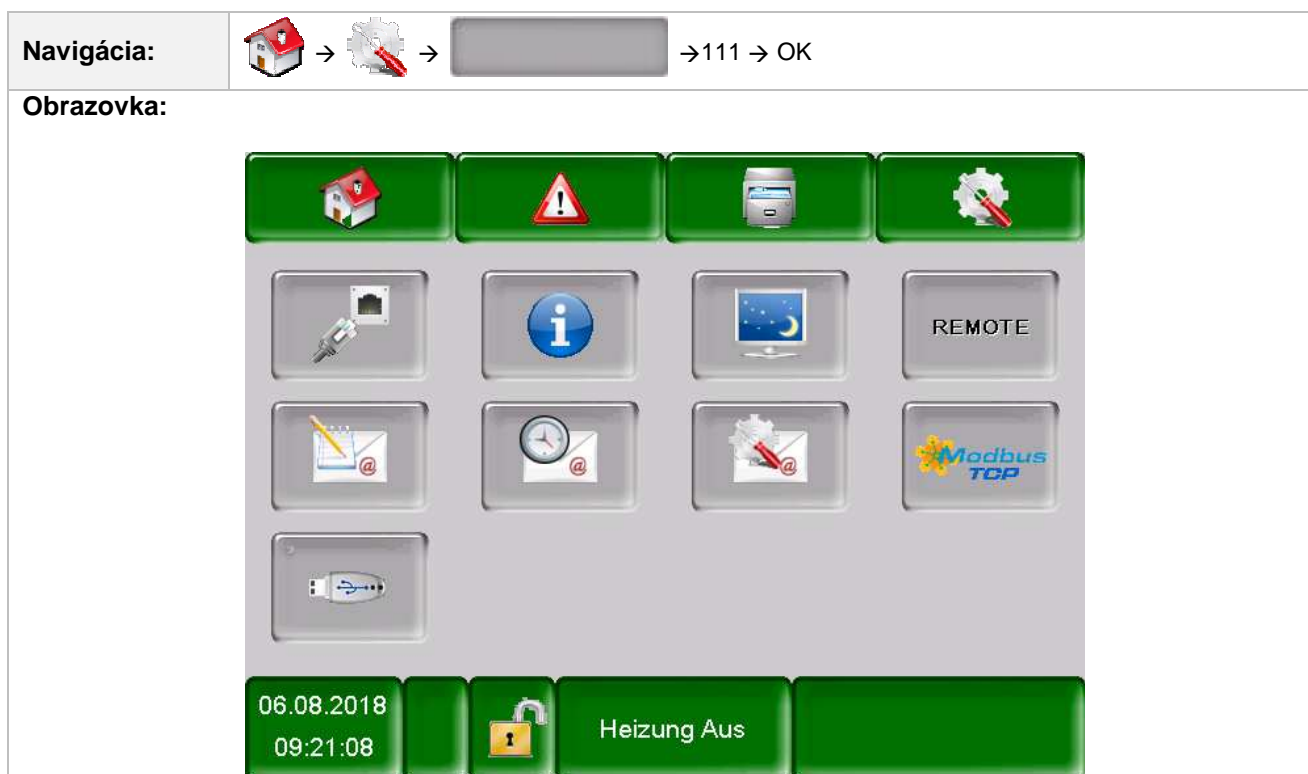 Navigácia: → → →111 → OK
Obrazovka:
REMOTE
@ @ @ Modbus
TCP
06.08.2018
09:21:08
Heizung Aus